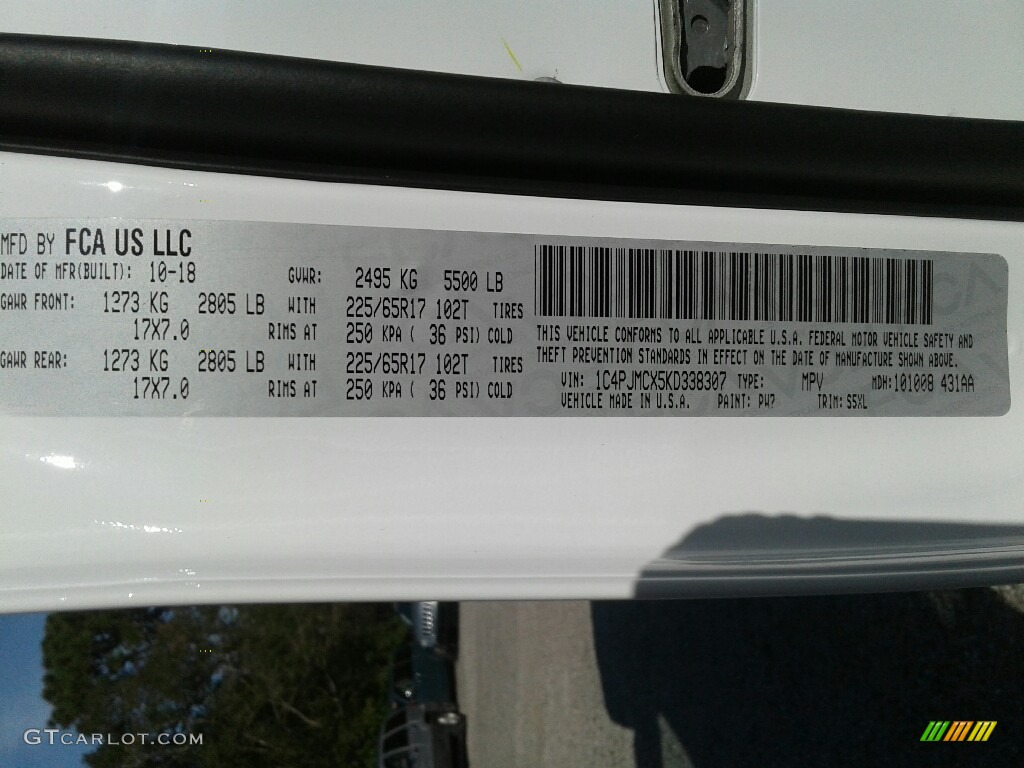 MFD BY FCA US LLC
DATE OF MFR(BUILT): 10-18 GVWR: 2495 KG 5500 LB
GAWR FRONT: 1273 KG 2805 LB WITH 225/65R17 102T TIRES
17X7.0 RIMS AT 250 KPA ( 36 PSI) COLD
GAWR REAR: 1273 KG 2805 LB WITH 225/65R17 102T TIRES
17X7.0 RIMS AT 250 KPA ( 36 PSI) COLD
THIS VEHICLE CONFORMS TO ALL APPLICABLE U.S.A. FEDERAL MOTOR VEHICLE SAFETY AND
THEFT PREVENTION STANDARDS IN EFFECT ON THE DATE OF MANUFACTURE SHOWN ABOVE.
VIN: 1C4PJMCX5KD338307 TYPE: MPV MDH: 101008 431AA
VEHICLE MADE IN U.S.A. PAINT: PW7 TRIM: S5XL
GTCARLOT.COM